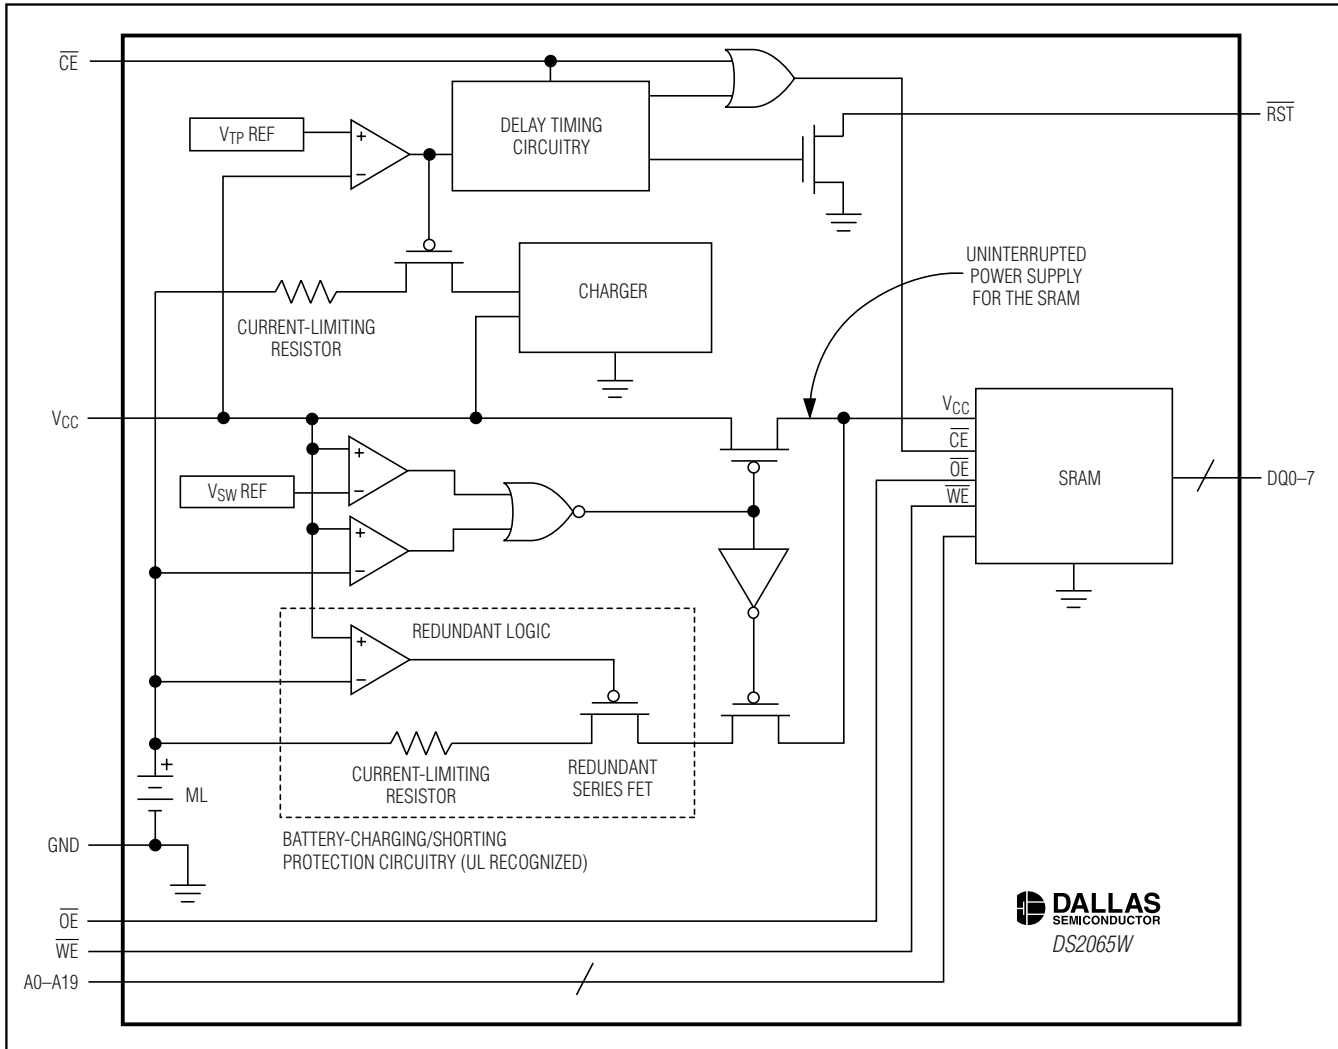 CE
VTP REF
+
−
DELAY TIMING
CIRCUITRY
RST
CHARGER
CURRENT-LIMITING
RESISTOR
UNINTERRUPTED
POWER SUPPLY
FOR THE SRAM
VCC
VSW REF
+
−
+
−
VCC
CE
OE
WE
SRAM
DQ0–7
REDUNDANT LOGIC
+
−
CURRENT-LIMITING
RESISTOR
REDUNDANT
SERIES FET
+
ML
GND
BATTERY-CHARGING/SHORTING
PROTECTION CIRCUITRY (UL RECOGNIZED)
OE
WE
A0–A19
DALLAS
SEMICONDUCTOR
DS2065W